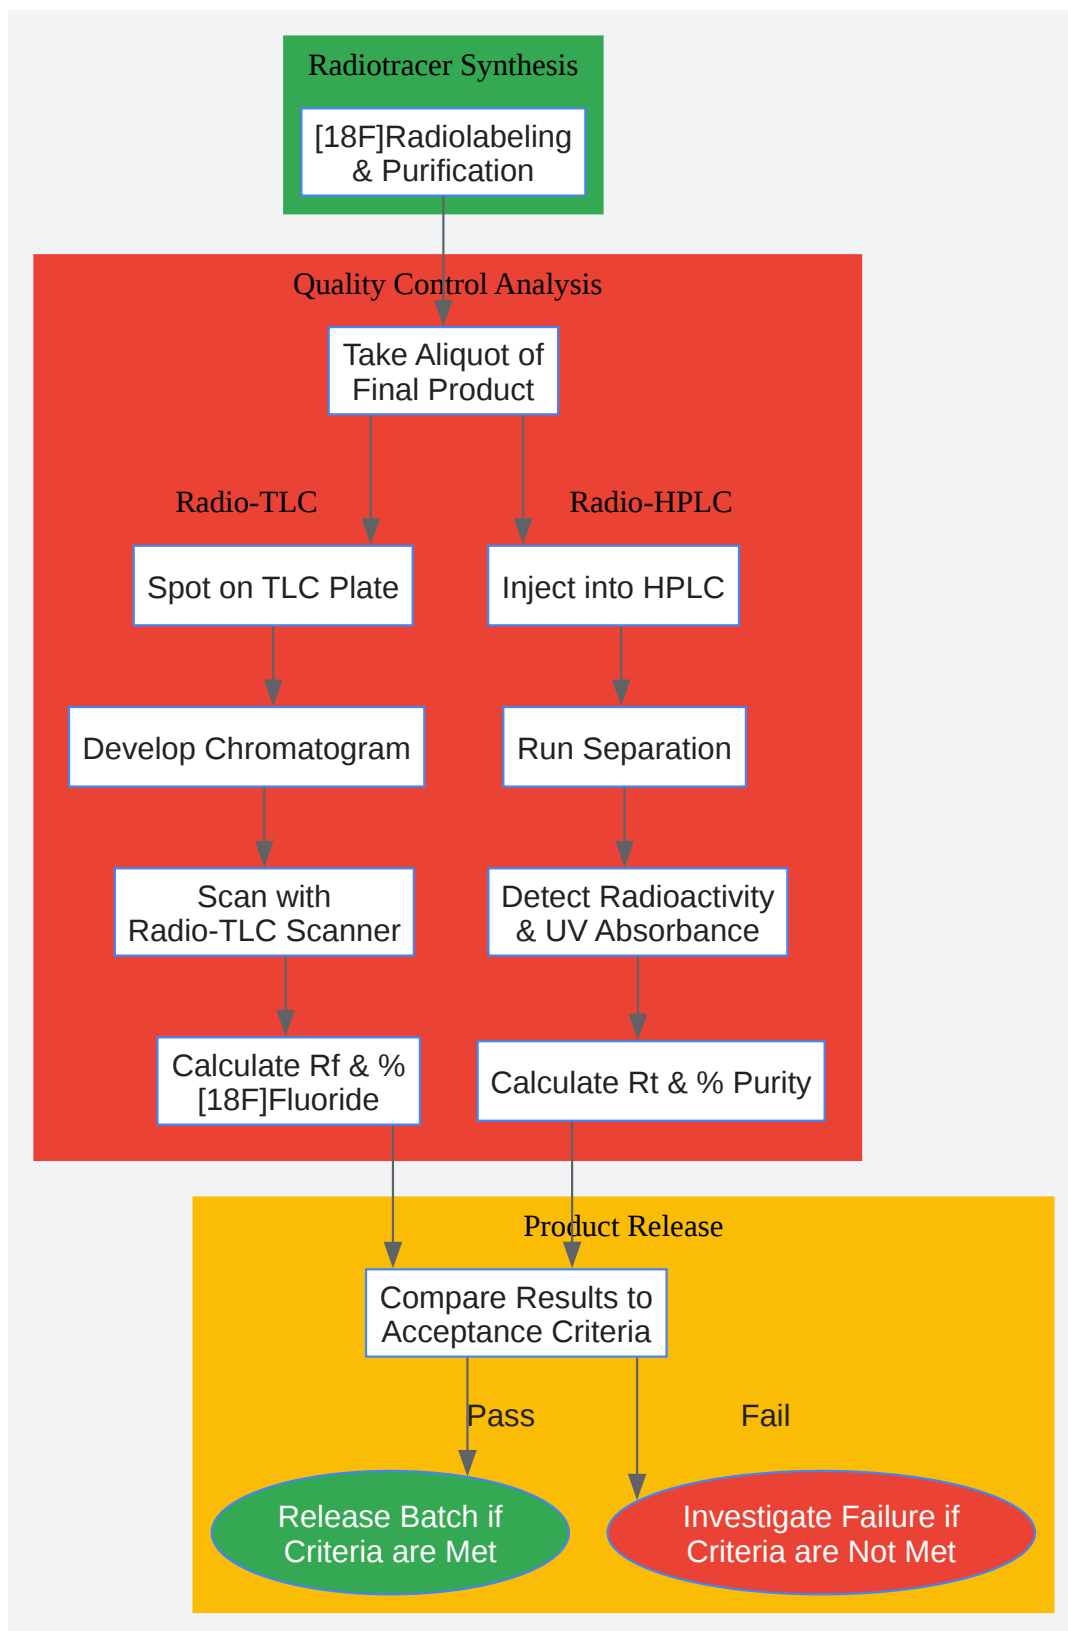 Radiotracer Synthesis
[18F]Radiolabeling
& Purification
Quality Control Analysis
Take Aliquot of
Final Product
Radio-TLC
Radio-HPLC
Spot on TLC Plate
Inject into HPLC
Develop Chromatogram
Run Separation
Scan with
Radio-TLC Scanner
Detect Radioactivity
& UV Absorbance
Calculate Rf & %
[18F]Fluoride
Calculate Rt & % Purity
Product Release
Compare Results to
Acceptance Criteria
Pass
Fail
Release Batch if
Criteria are Met
Investigate Failure if
Criteria are Not Met